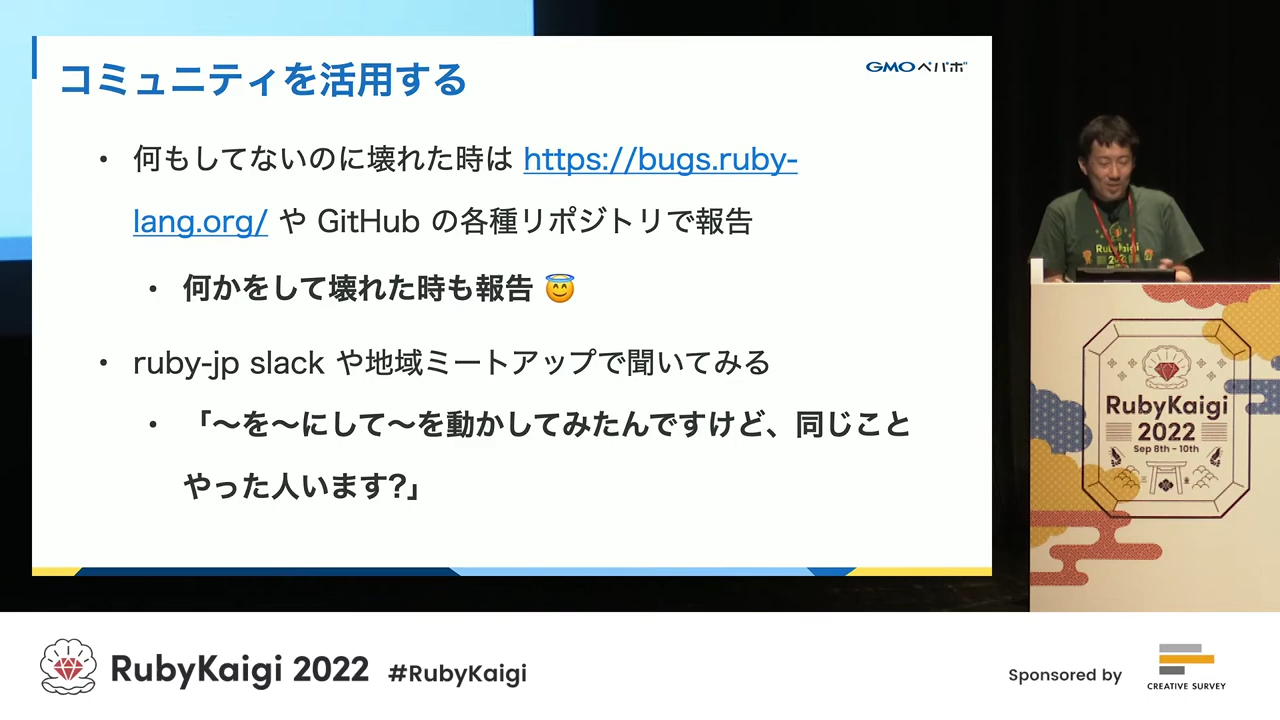 コミュニティを活用する
GMOペパボ
• 何もしてないのに壊れた時は https://bugs.ruby-
lang.org/ や GitHub の各種リポジトリで報告
• 何かをして壊れた時も報告 😇
• ruby-jp slack や地域ミートアップで聞いてみる
• 「〜を〜にして〜を動かしてみたんですけど、同じこと
やった人います?」
RubyKaigi
RubyKaigi
2022
Sep 8th - 10th
RubyKaigi 2022 #RubyKaigi
Sponsored by
CREATIVE SURVEY